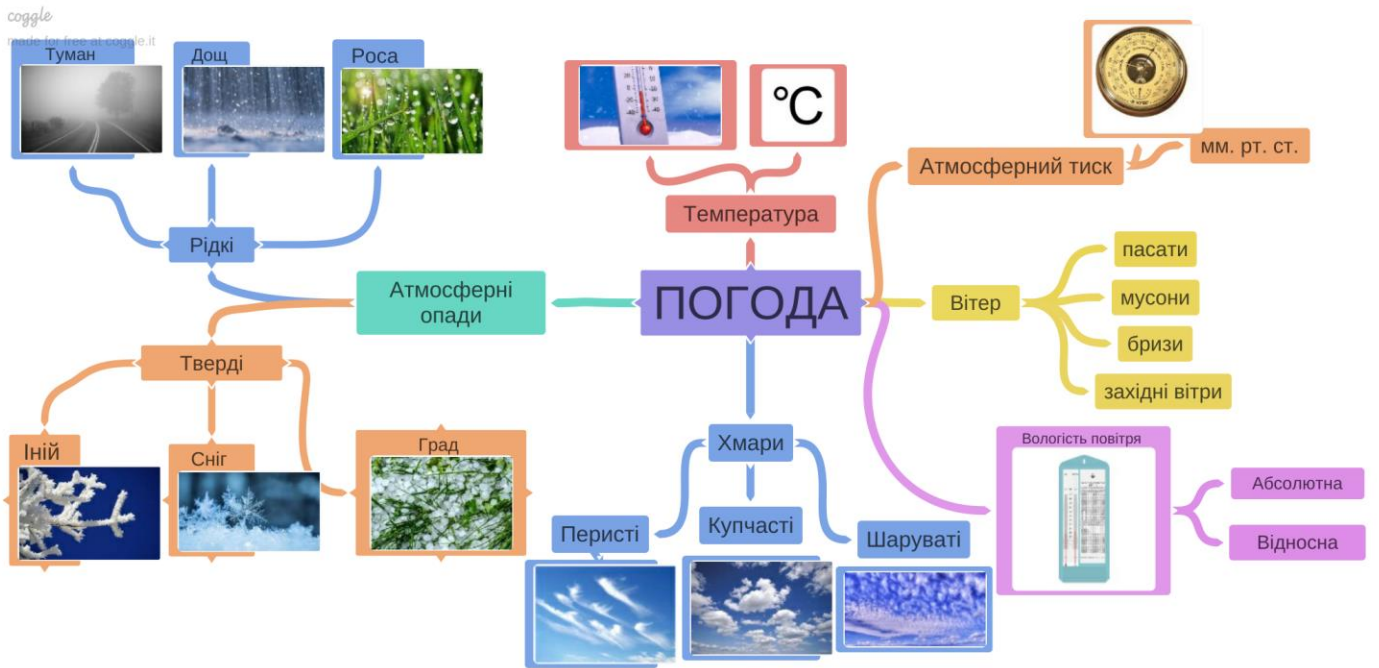 coggle
made for free at coggle.it
Туман
Дощ
Роса
°C
Атмосферний тиск
мм. рт. ст.
Температура
Рідкі
Атмосферні
опади
ПОГОДА
Вітер
пасати
мусони
бризи
західні вітри
Тверді
Іній
Сніг
Град
Хмари
Перисті
Купчасті
Шаруваті
Вологість повітря
Абсолютна
Відносна